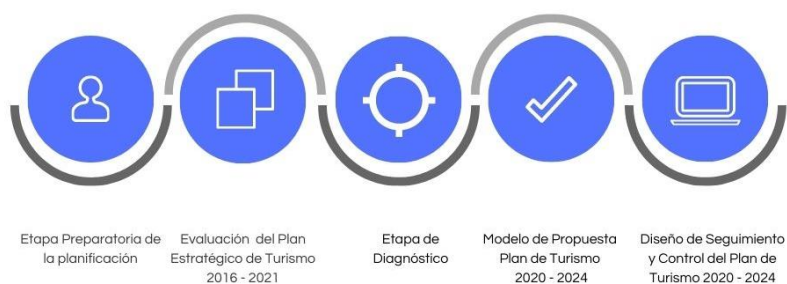 Etapa Preparatoria de
la planificación
Evaluación del Plan
Estratégico de Turismo
2016 - 2021
Etapa de
Diagnóstico
Modelo de Propuesta
Plan de Turismo
2020 - 2024
Diseño de Seguimiento
y Control del Plan de
Turismo 2020 - 2024